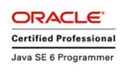 ORACLE
Certified Professional
Java SE 6 Programmer